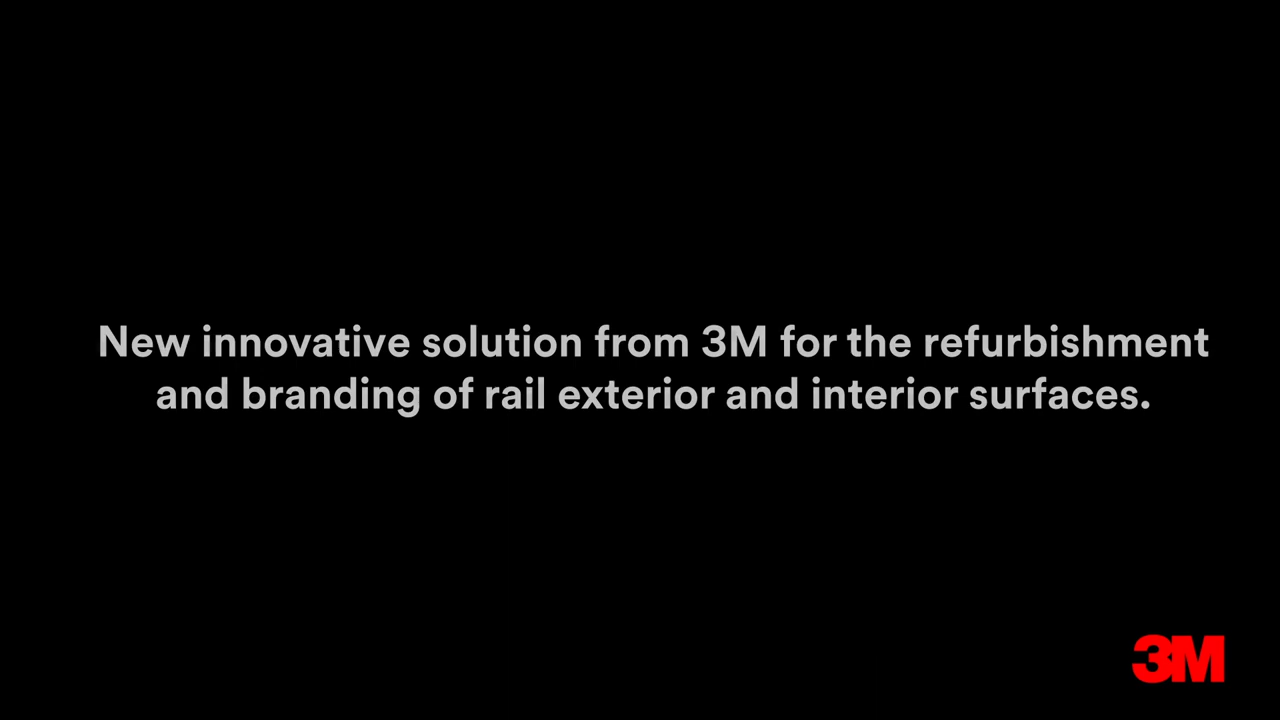 New innovative solution from 3M for the refurbishment
and branding of rail exterior and interior surfaces.
3M